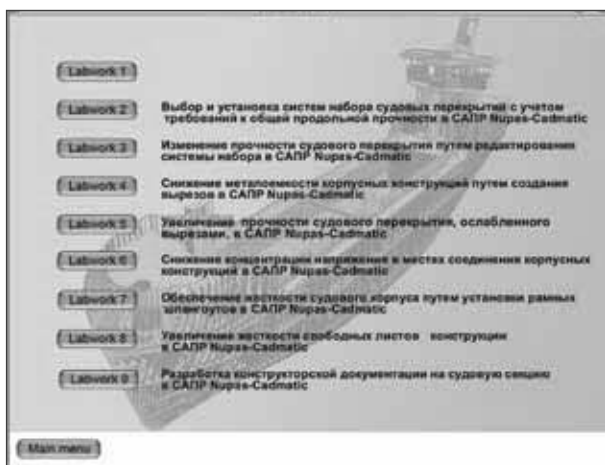 Labwork 1
Labwork 2
Выбор и установка систем набора судовых перекрытий с учетом
требований к общей продольной прочности в САПР Nupas-Cadmatic
Labwork 3
Изменение прочности судового перекрытия путем редактирования
системы набора в САПР Nupas-Cadmatic
Labwork 4
Снижение металоемкости корпусных конструкций путем создания
вырезов в САПР Nupas-Cadmatic
Labwork 5
Увеличение прочности судового перекрытия, ослабленного
вырезами, в САПР Nupas-Cadmatic
Labwork 6
Снижение концентрации напряжение в местах соединения корпусных
конструкций в САПР Nupas-Cadmatic
Labwork 7
Обеспечение жесткости судового корпуса путем установки рамных
шпангоутов в САПР Nupas-Cadmatic
Labwork 8
Увеличение жесткости свободных листов конструкции
в САПР Nupas-Cadmatic
Labwork 9
Разработка конструкторской документации на судовую секцию
в САПР Nupas-Cadmatic
Main menu